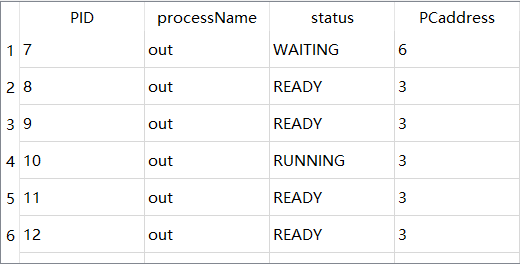 PID processName status PCaddress
1 7 out WAITING 6
2 8 out READY 3
3 9 out READY 3
4 10 out RUNNING 3
5 11 out READY 3
6 12 out READY 3